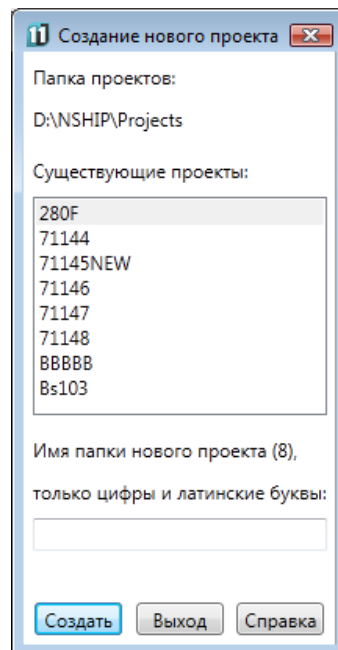 Создание нового проекта
Папка проектов:
D:\NSHIP\Projects
Существующие проекты:
280F
71144
71145NEW
71146
71147
71148
BBBBB
Bs103
Имя папки нового проекта (8),
только цифры и латинские буквы:
Создать Выход Справка